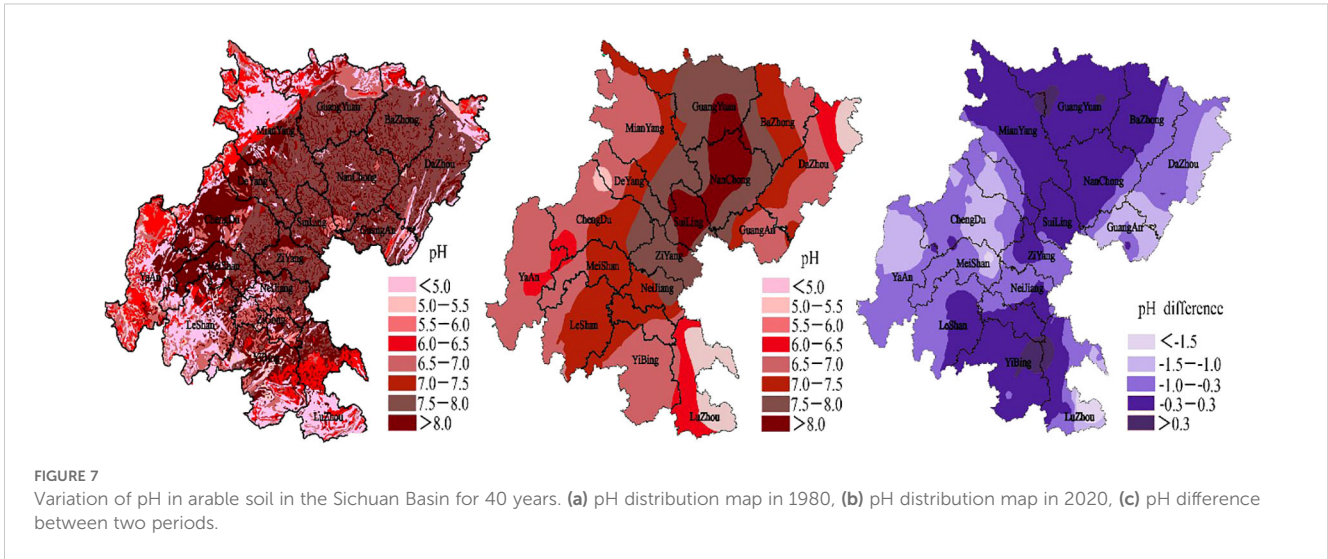 GuangYuan
BaZhong
MianYang
DaZhou
DeYang
NanChong
ChengDu
SuiLing
GuangAn
ZiYang
MeiShan
YaAn
NeiJiang
LeShan
ZiGong
YiBing
LuZhou
pH
<5.0
5.0—5.5
5.5—6.0
6.0—6.5
6.5—7.0
7.0—7.5
7.5—8.0
>8.0
GuangYuan
BaZhong
MianYang
DaZhou
DeYang
NanChong
ChengDu
SuiLing
GuangAn
ZiYang
MeiShan
YaAn
NeiJiang
LeShan
YiBing
LuZhou
pH
<5.0
5.0—5.5
5.5—6.0
6.0—6.5
6.5—7.0
7.0—7.5
7.5—8.0
>8.0
GuangYuan
BaZhong
MianYang
DaZhou
NanChong
ChengDu
SuiLing
GuangAn
ZiYang
MeiShan
YaAn
NeiJiang
LeShan
YiBing
LuZhou
pH difference
<-1.5
-1.5—-1.0
-1.0—-0.3
-0.3—0.3
>0.3
FIGURE 7
Variation of pH in arable soil in the Sichuan Basin for 40 years. (a) pH distribution map in 1980, (b) pH distribution map in 2020, (c) pH difference
between two periods.